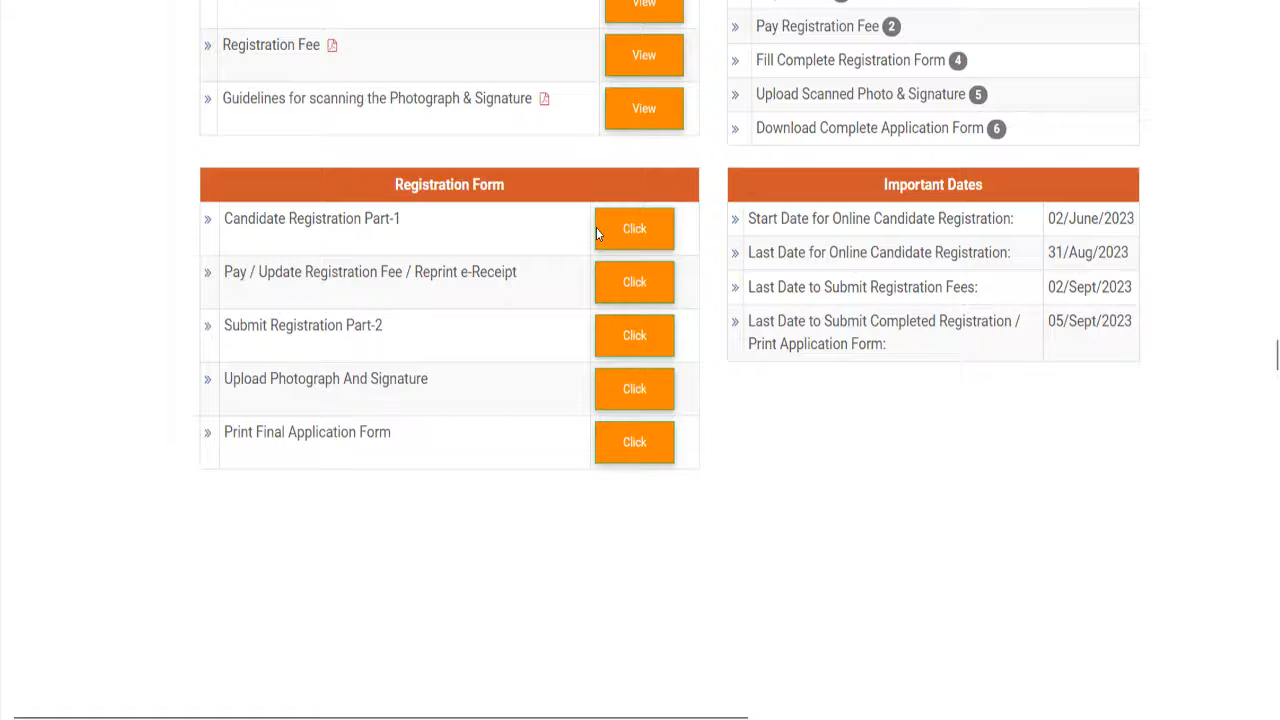 View
Registration Fee
View
Guidelines for scanning the Photograph & Signature
View
Pay Registration Fee 2
Fill Complete Registration Form 4
Upload Scanned Photo & Signature 5
Download Complete Application Form 6
Registration Form
Candidate Registration Part-1
Click
Pay / Update Registration Fee / Reprint e-Receipt
Click
Submit Registration Part-2
Click
Upload Photograph And Signature
Click
Print Final Application Form
Click
Important Dates
Start Date for Online Candidate Registration: 02/June/2023
Last Date for Online Candidate Registration: 31/Aug/2023
Last Date to Submit Registration Fees: 02/Sept/2023
Last Date to Submit Completed Registration / 05/Sept/2023
Print Application Form: